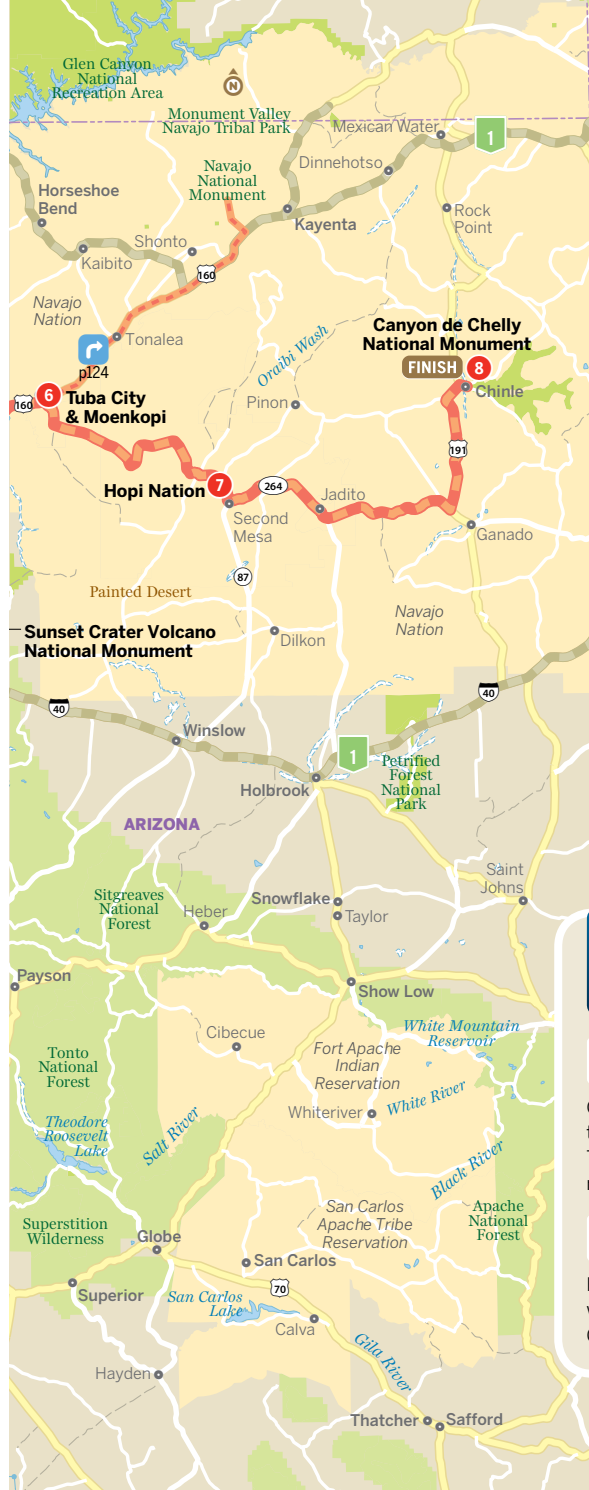 Glen Canyon
National
Recreation Area
N
Monument Valley
Navajo Tribal Park
Mexican Water
1
Dinnehotso
Navajo
National
Monument
Horseshoe
Bend
Kayenta
Rock
Point
Shonto
Kaibito
160
Navajo
Nation
Tonalea
Oraibi Wash
Canyon de Chelly
National Monument
FINISH
8
p124
Chinle
160
6
Tuba City
& Moenkopi
Pinon
191
Hopi Nation
7
264
Jadito
Second
Mesa
Ganado
87
Painted Desert
Navajo
Nation
Sunset Crater Volcano
National Monument
Dilkon
40
40
Winslow
1
Holbrook
Petrified
Forest
National
Park
ARIZONA
Saint
Johns
Sitgreaves
National
Forest
Snowflake
Heber
Taylor
Payson
Show Low
White Mountain
Reservoir
Cibecue
Fort Apache
Indian
Reservation
Tonto
National
Forest
Whiteriver
White River
Theodore
Roosevelt
Lake
Salt River
Black River
San Carlos
Apache Tribe
Reservation
Apache
National
Forest
Superstition
Wilderness
Globe
San Carlos
70
Superior
San Carlos
Lake
Calva
Gila River
Hayden
Thatcher
Safford